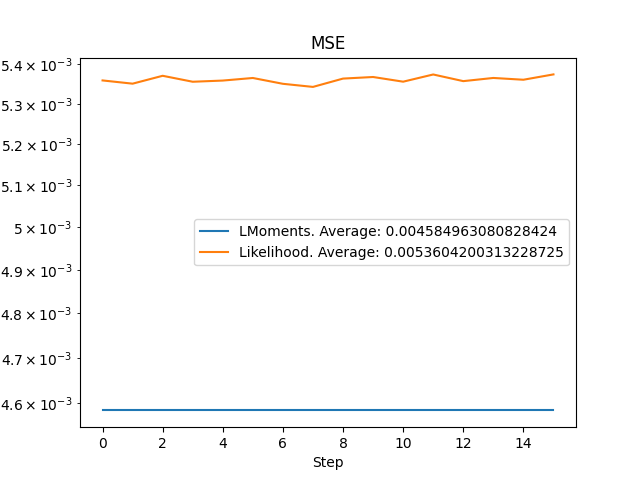 MSE
5.4 × 10⁻³
5.3 × 10⁻³
5.2 × 10⁻³
5.1 × 10⁻³
5 × 10⁻³
4.9 × 10⁻³
4.8 × 10⁻³
4.7 × 10⁻³
4.6 × 10⁻³
LMoments. Average: 0.004584963080828424
Likelihood. Average: 0.0053604200313228725
0 2 4 6 8 10 12 14
Step